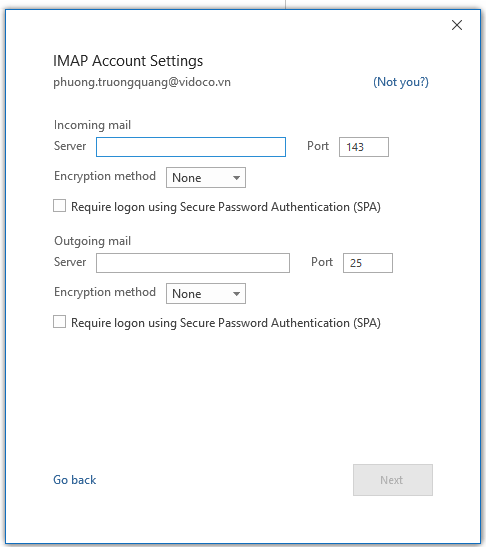 IMAP Account Settings
phuong.truongquang@vidoco.vn (Not you?)
Incoming mail
Server Port 143
Encryption method None
Require logon using Secure Password Authentication (SPA)
Outgoing mail
Server Port 25
Encryption method None
Require logon using Secure Password Authentication (SPA)
Go back Next